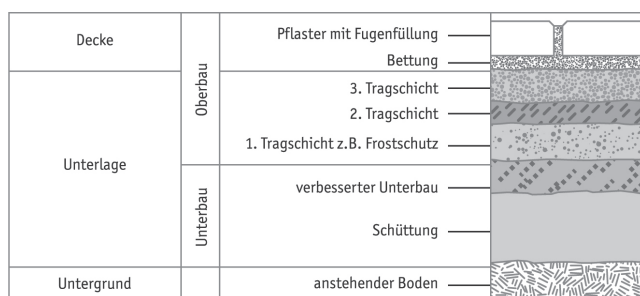 Decke
Oberbau
Pflaster mit Fugenfüllung
Bettung
Unterlage
3. Tragschicht
2. Tragschicht
1. Tragschicht z.B. Frostschutz
Unterbau
verbesserter Unterbau
Schüttung
Untergrund
anstehender Boden